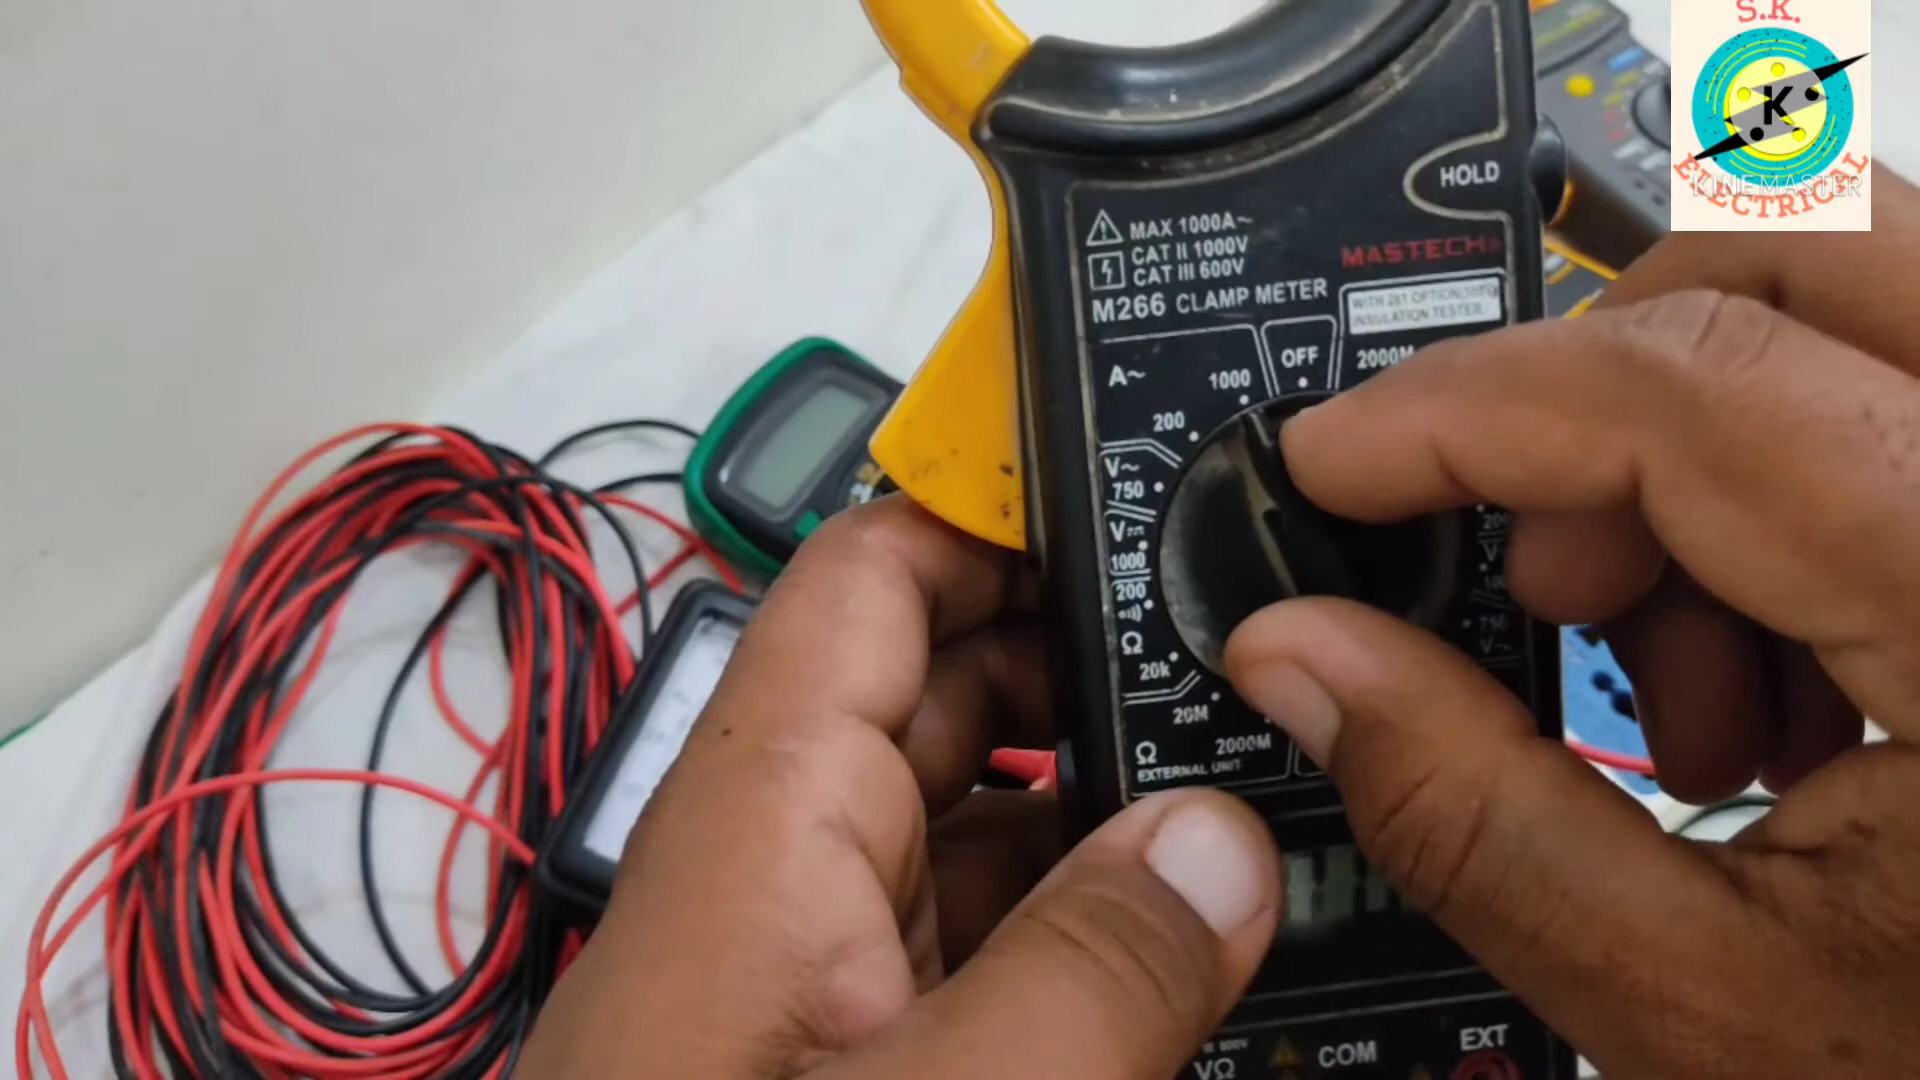 S.K.
K
ELECTRICAL
KINEMASTER
HOLD
MAX 1000A~
CAT II 1000V
CAT III 600V
MASTECH
M266 CLAMP METER
WITH 261 OPTION
INSULATION TESTER
OFF
2000M
A~
1000
200
V~
750
V
1000
200
Ω
20k
20M
2000M
Ω
EXTERNAL UNIT
750
V~
VΩ
COM
EXT